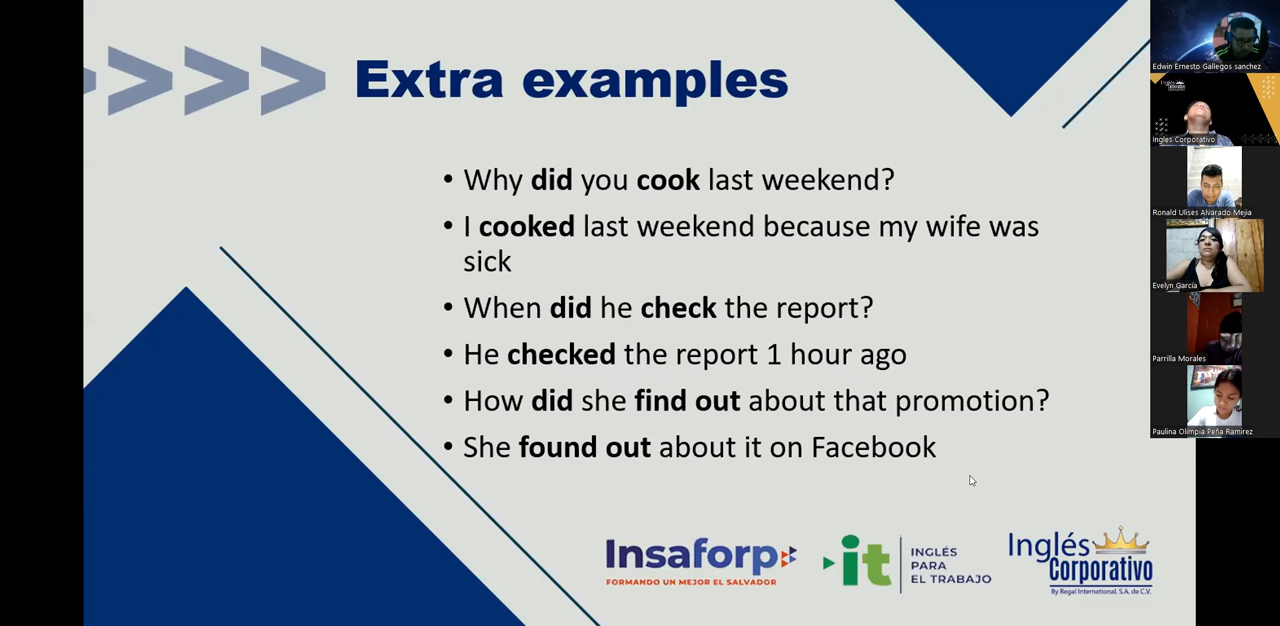 Extra examples
• Why did you cook last weekend?
• I cooked last weekend because my wife was
sick
• When did he check the report?
• He checked the report 1 hour ago
• How did she find out about that promotion?
• She found out about it on Facebook
Insaforp
FORMANDO UN MEJOR EL SALVADOR
it
INGLÉS
PARA
EL TRABAJO
Inglés
Corporativo
By Regal International, S.A. de C.V.
Edwin Ernesto Gallegos sanchez
Ingles Corporativo
Ronald Ulises Alvarado Mejia
Evelyn García
Parrilla Morales
Paulina Olimpia Peña Ramirez